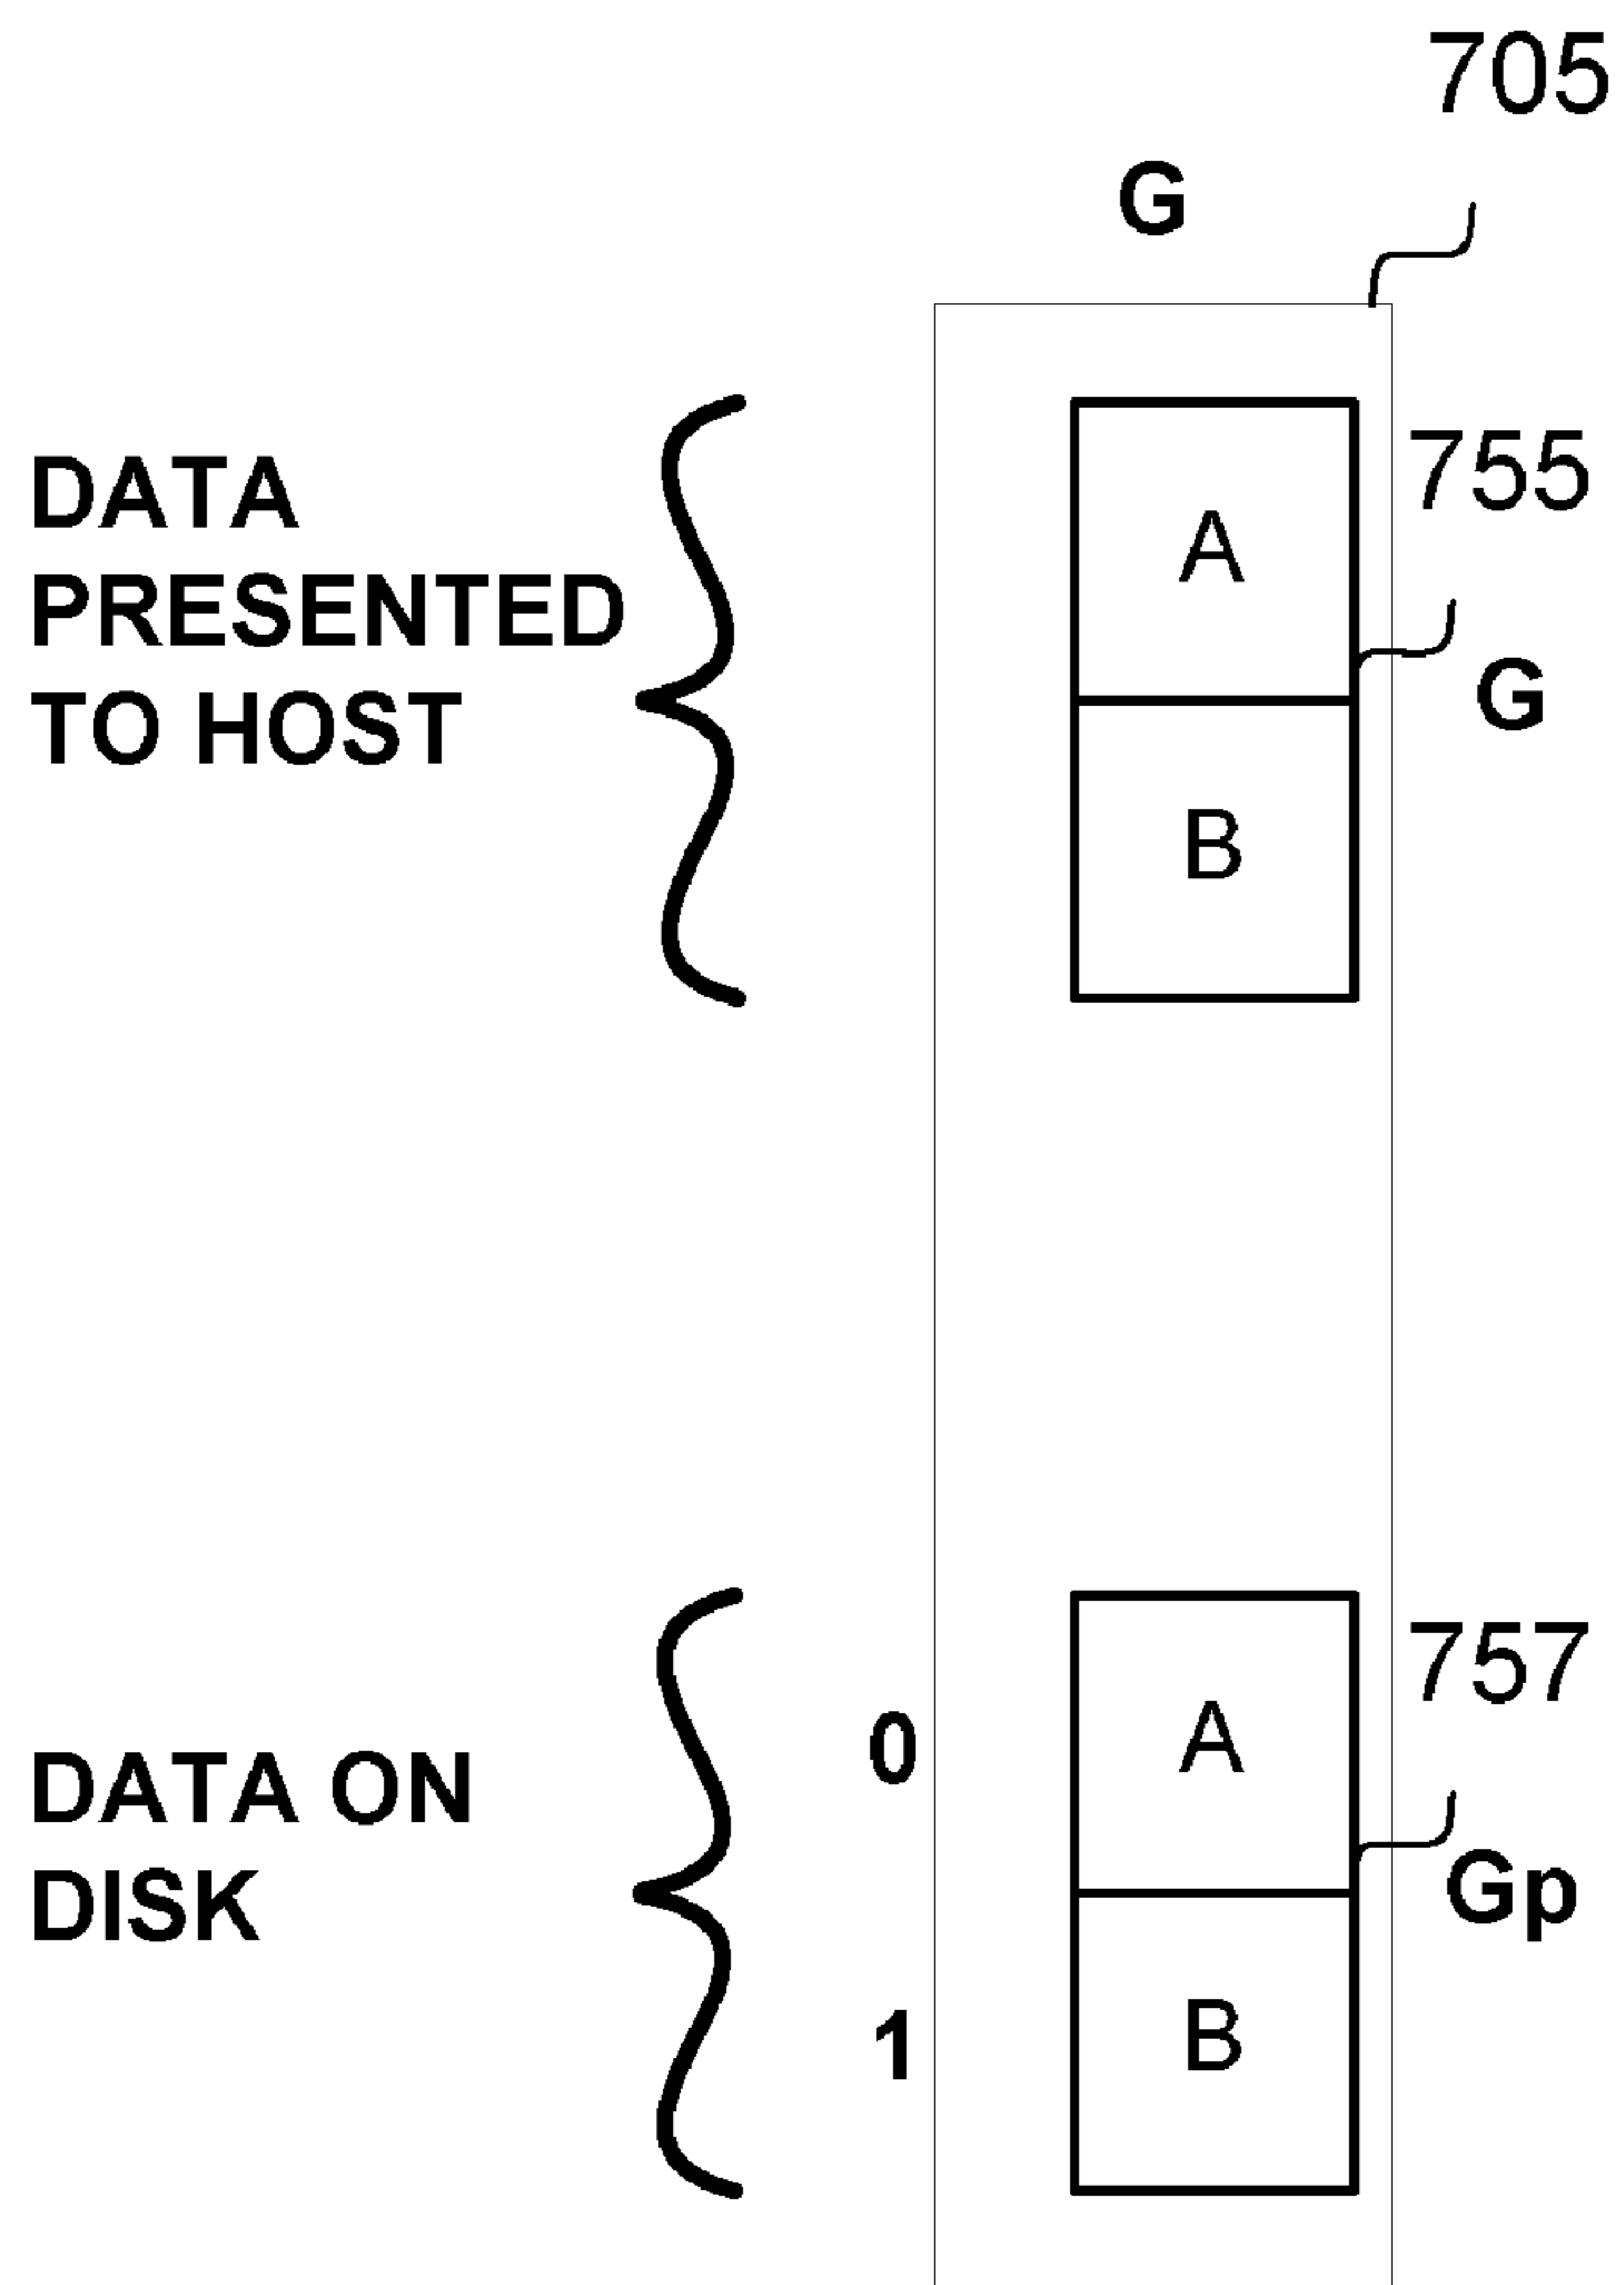 705
G
DATA
PRESENTED
TO HOST
A
755
G
B
DATA ON
DISK
0
A
757
Gp
1
B